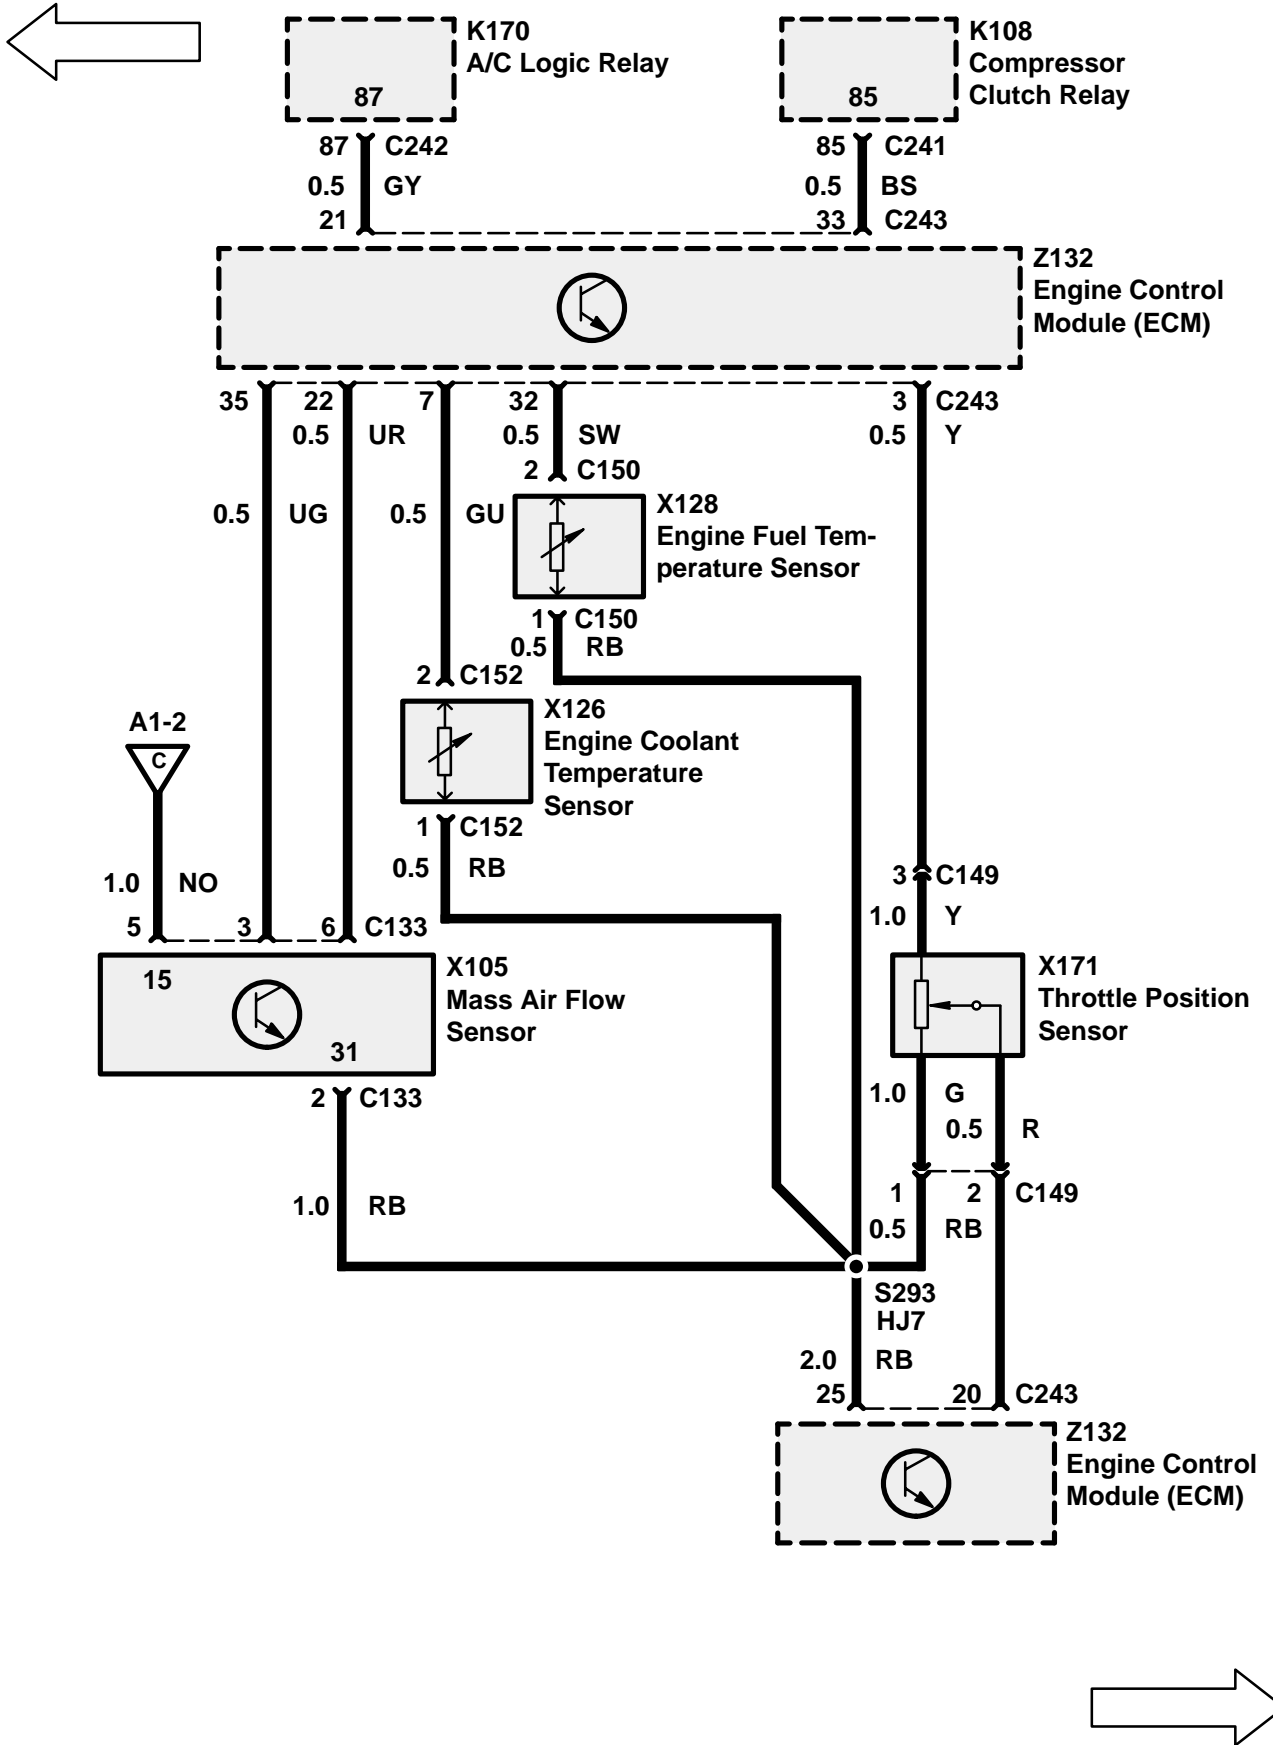 K170
A/C Logic Relay
87
K108
Compressor
Clutch Relay
85
87 C242
0.5 GY
21
85 C241
0.5 BS
33 C243
Z132
Engine Control
Module (ECM)
35 22 7 32 3 C243
0.5 UR 0.5 SW 0.5 Y
2 C150
0.5 UG 0.5 GU
X128
Engine Fuel Tem-
perature Sensor
1 C150
0.5 RB
2 C152
X126
Engine Coolant
Temperature
Sensor
A1-2
C
1 C152
0.5 RB
3 C149
1.0 NO
1.0 Y
5 3 6 C133
15
31
X105
Mass Air Flow
Sensor
X171
Throttle Position
Sensor
2 C133
1.0 G
0.5 R
1.0 RB
1 2 C149
0.5 RB
S293
HJ7
2.0 RB
25 20 C243
Z132
Engine Control
Module (ECM)